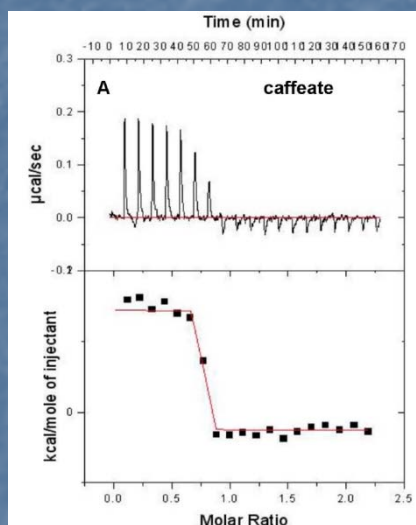 Time (min)
-10 0 10 20 30 40 50 60 70 80 90 100 110 120 130 140 150 160 170
0.3
A caffeate
0.2
µcal/sec
0.1
0.0
-0.1
kcal/mole of injectant
0
0.0 0.5 1.0 1.5 2.0 2.5
Molar Ratio